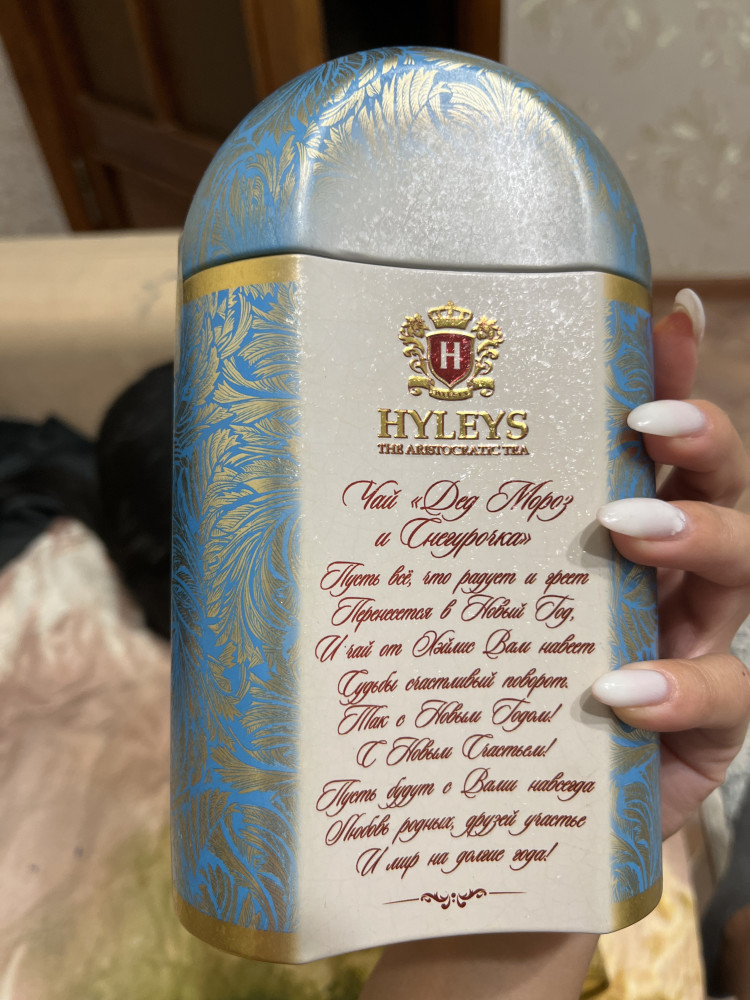 H
HYLEYS
HYLEYS
THE ARISTOCRATIC TEA
Чай «Дед Мороз
и Снегурочка»
Пусть всё, что радует и греет
Перенесется в Новый Год,
И чай от Хэйлис Вам навеет
Судьбы счастливый поворот.
Так с Новым Годом!
С Новым Счастьем!
Пусть будут с Вами навсегда
Любовь родных, друзей участье
И мир на долгие года!